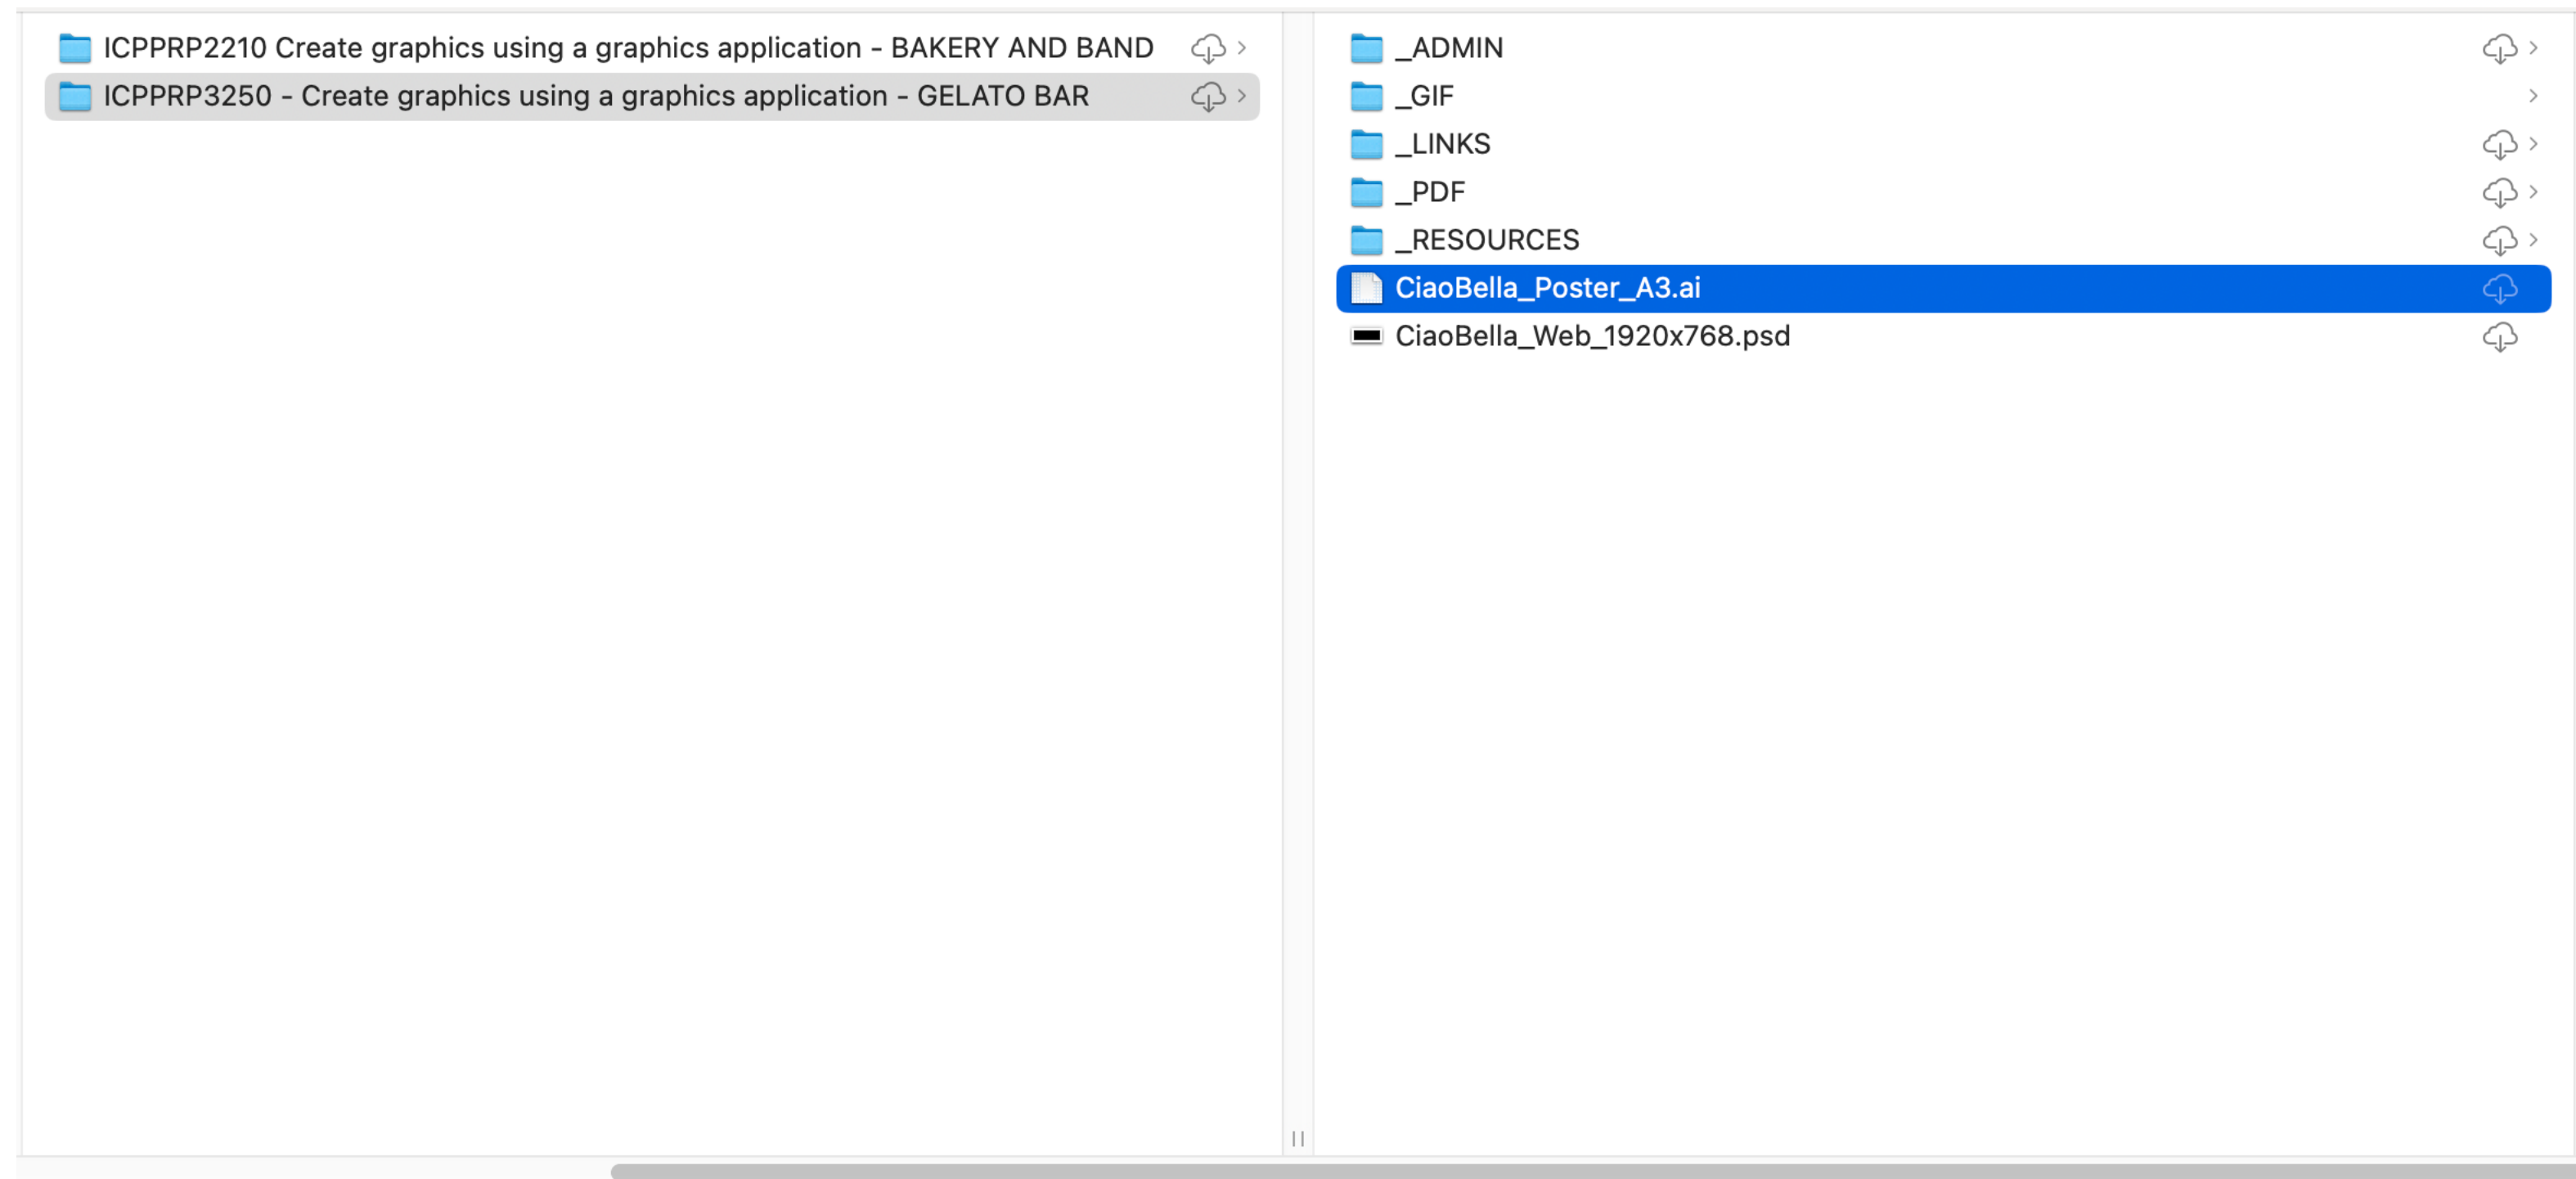 ICPPRP2210 Create graphics using a graphics application - BAKERY AND BAND
ICPPRP3250 - Create graphics using a graphics application - GELATO BAR
_ADMIN
_GIF
_LINKS
_PDF
_RESOURCES
CiaoBella_Poster_A3.ai
CiaoBella_Web_1920x768.psd